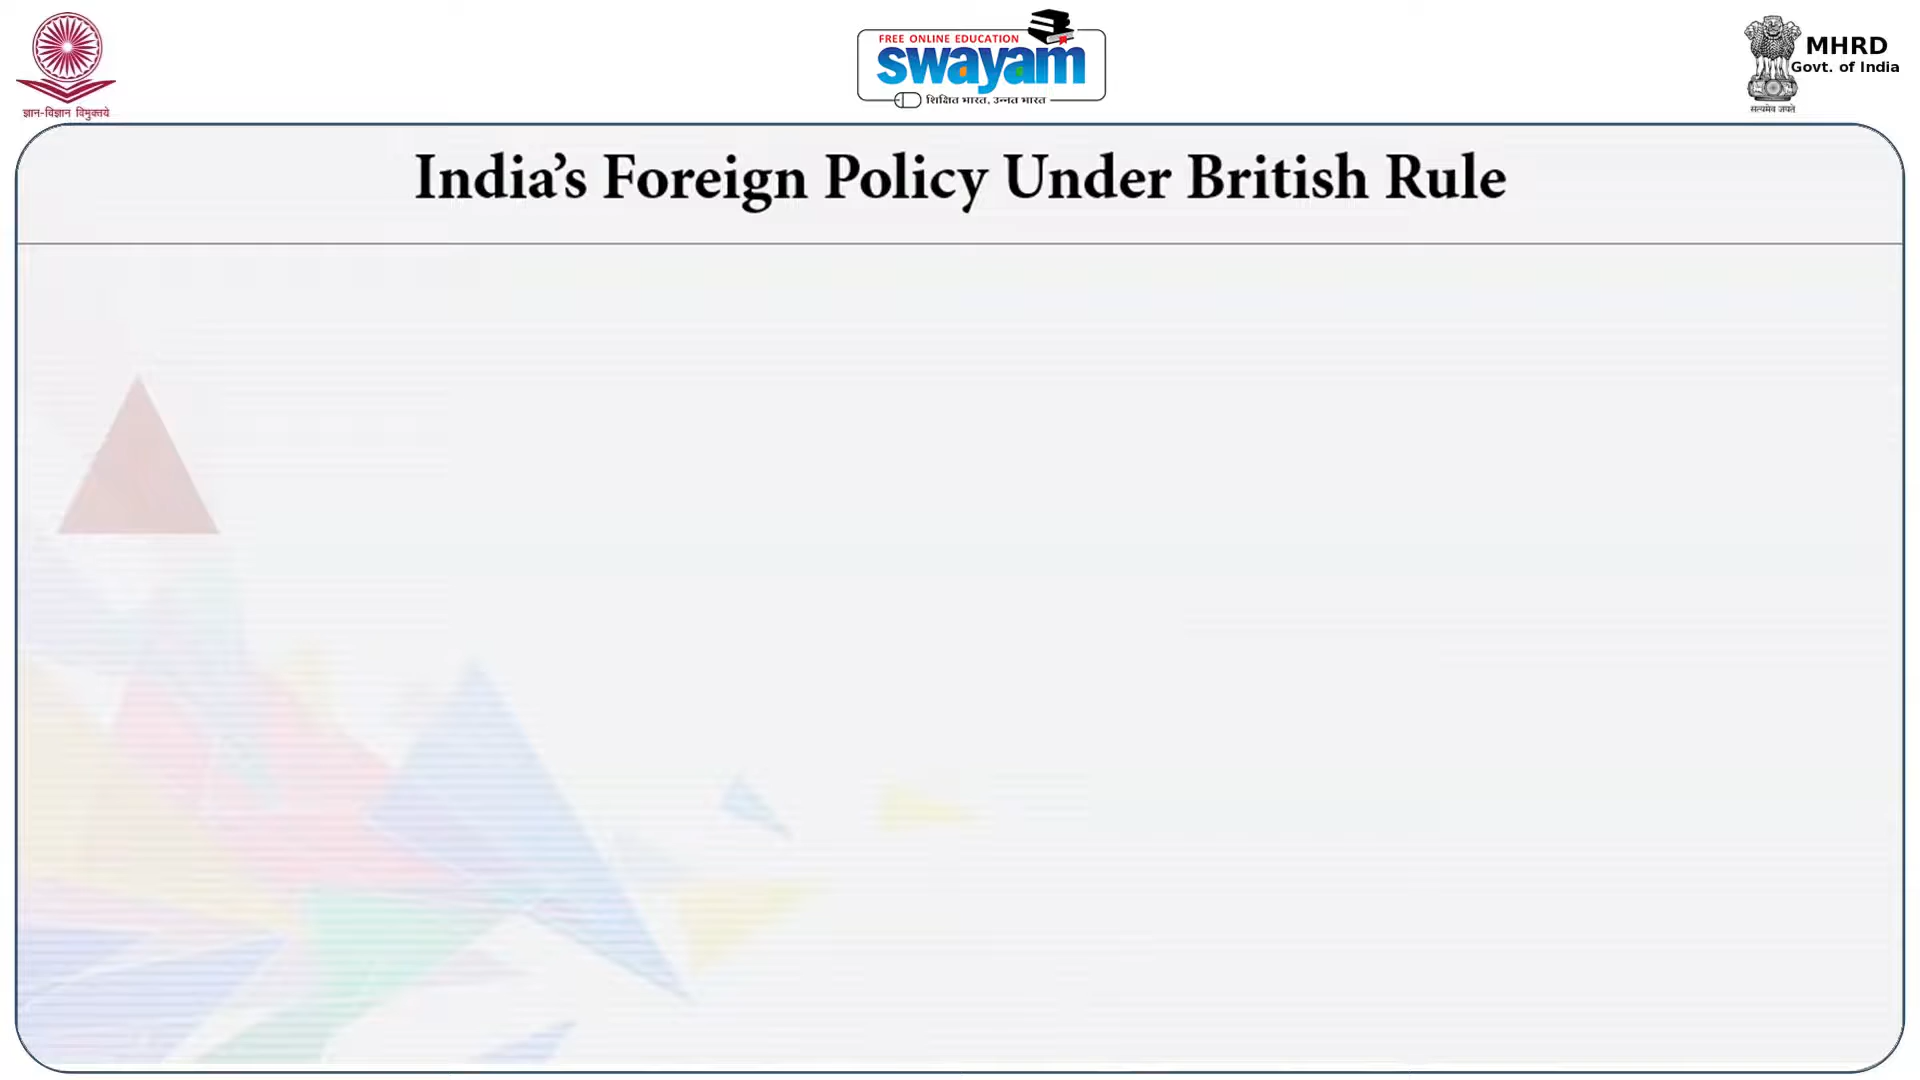 ज्ञान-विज्ञान विमुक्तये
FREE ONLINE EDUCATION
swayam
शिक्षित भारत, उन्नत भारत
सत्यमेव जयते
MHRD
Govt. of India
India’s Foreign Policy Under British Rule